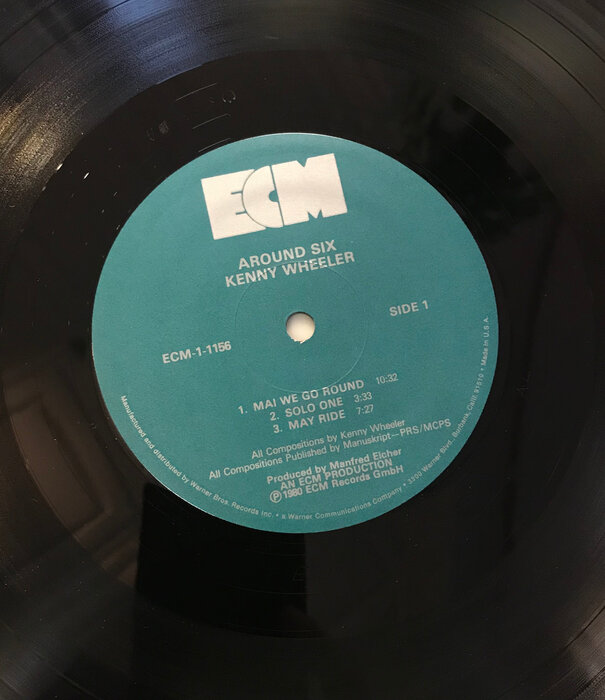 ECM
AROUND SIX
KENNY WHEELER
SIDE 1
ECM-1-1156
1. MAI WE GO ROUND 10:32
2. SOLO ONE 3:33
3. MAY RIDE 7:27
All Compositions by Kenny Wheeler
All Compositions Published by Manuskript—PRS/MCPS
Produced by Manfred Eicher
AN ECM PRODUCTION
Ⓟ1980 ECM Records GmbH
Manufactured and distributed by Warner Bros. Records Inc. • a Warner Communications Company • 3300 Warner Blvd., Burbank, Calif. 91510 • Made in U.S.A.